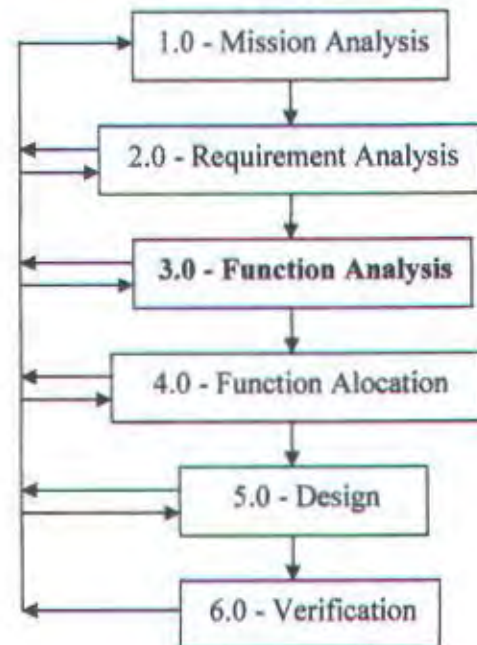 1.0 - Mission Analysis
2.0 - Requirement Analysis
3.0 - Function Analysis
4.0 - Function Alocation
5.0 - Design
6.0 - Verification